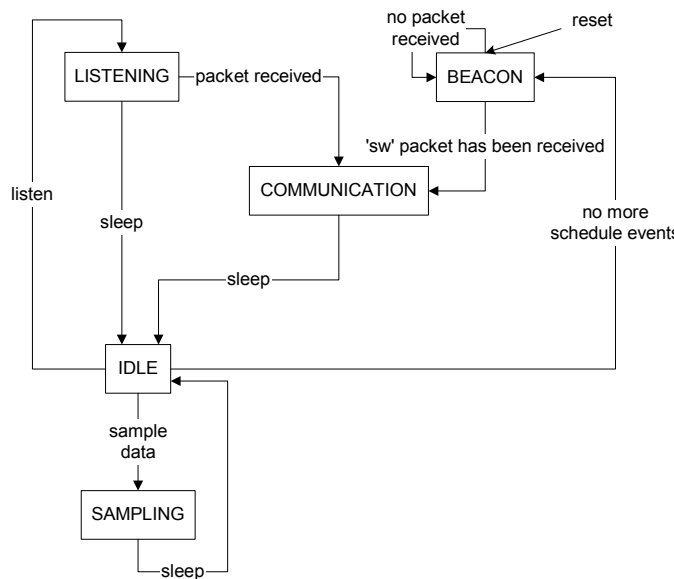 no packet
received
reset
LISTENING
packet received
BEACON
'sw' packet has been received
COMMUNICATION
listen
sleep
no more
schedule events
sleep
IDLE
sample
data
SAMPLING
sleep